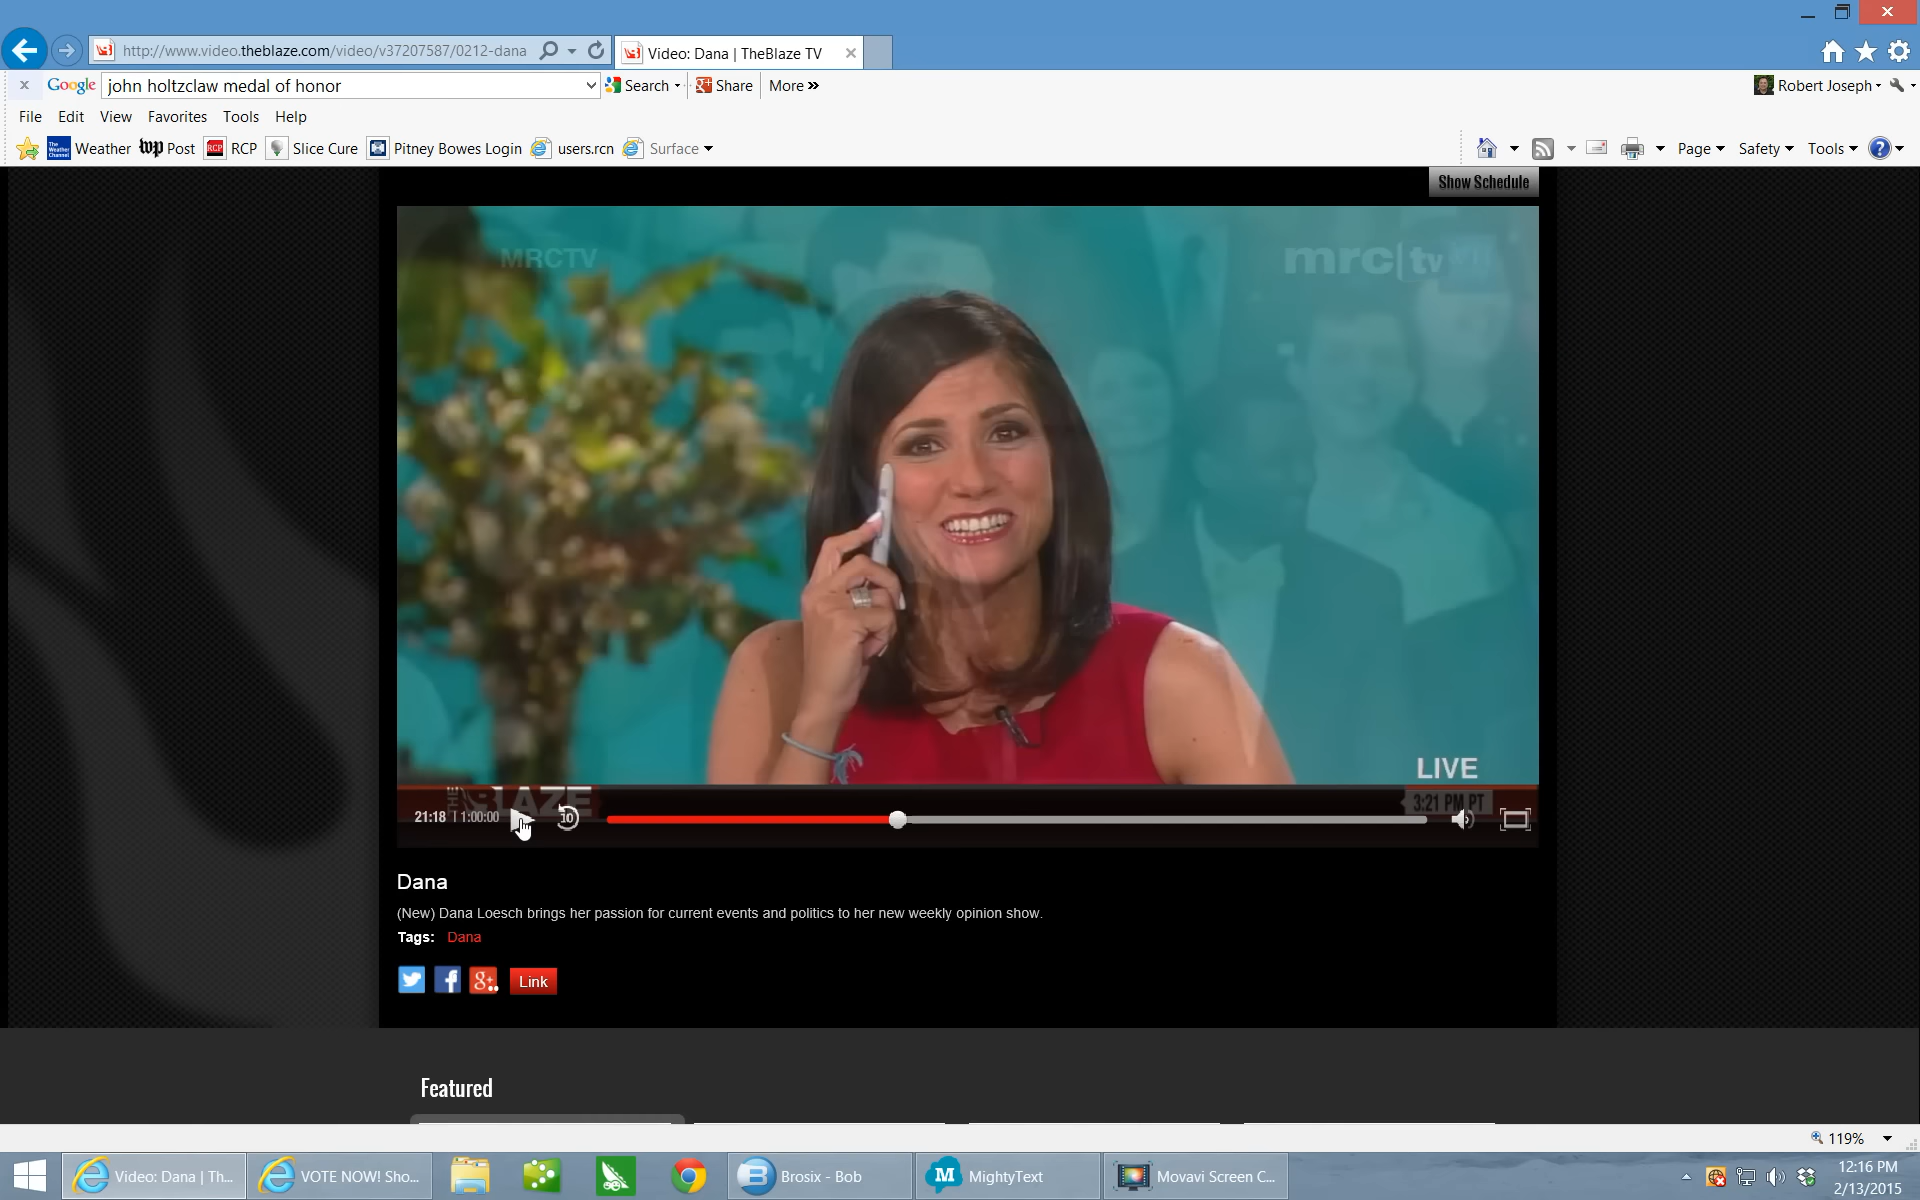 http://www.video.theblaze.com/video/v37207587/0212-dana
Video: Dana | TheBlaze TV
Google
john holtzclaw medal of honor
Search
Share
More »
Robert Joseph
File Edit View Favorites Tools Help
Weather
wp Post
RCP RCP
Slice Cure
Pitney Bowes Login
users.rcn
Surface
Page
Safety
Tools
Show Schedule
MRCTV
mrc|tv
LIVE
THE BLAZE
3:21 PM PT
21:18 | 1:00:00
10
Dana
(New) Dana Loesch brings her passion for current events and politics to her new weekly opinion show.
Tags: Dana
Link
Featured
119%
Video: Dana | Th...
VOTE NOW! Sho...
Brosix - Bob
MightyText
Movavi Screen C...
12:16 PM
2/13/2015